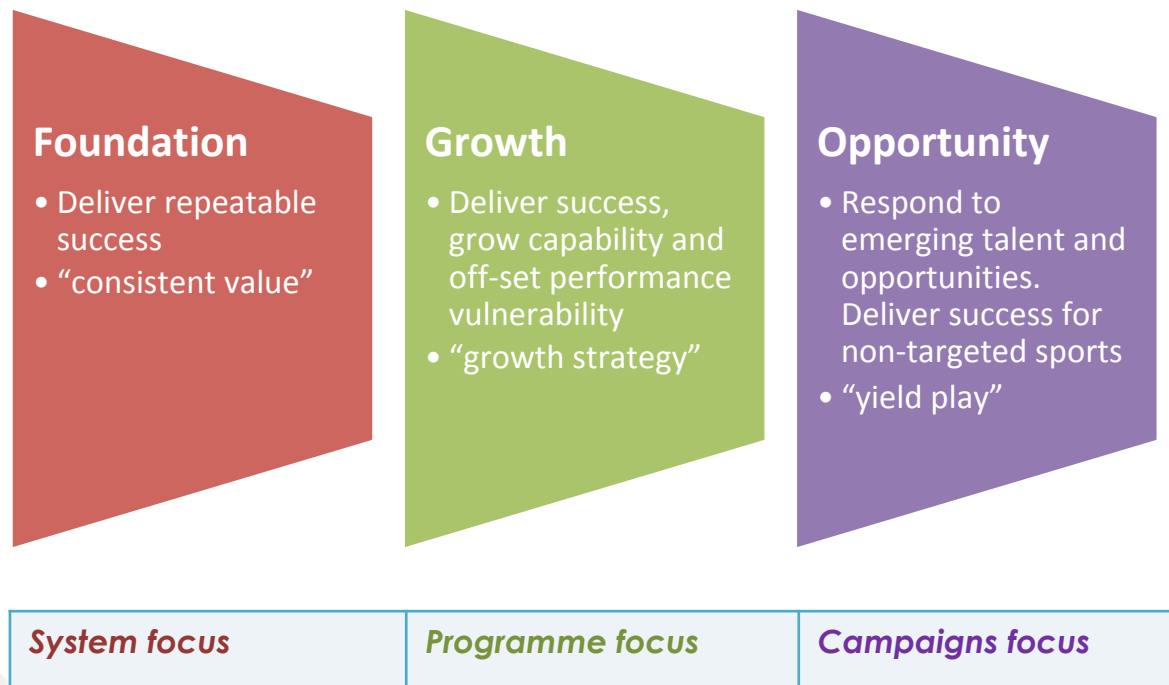 Foundation
• Deliver repeatable
success
• “consistent value”
Growth
• Deliver success,
grow capability and
off-set performance
vulnerability
• “growth strategy”
Opportunity
• Respond to
emerging talent and
opportunities.
Deliver success for
non-targeted sports
• “yield play”
System focus
Programme focus
Campaigns focus